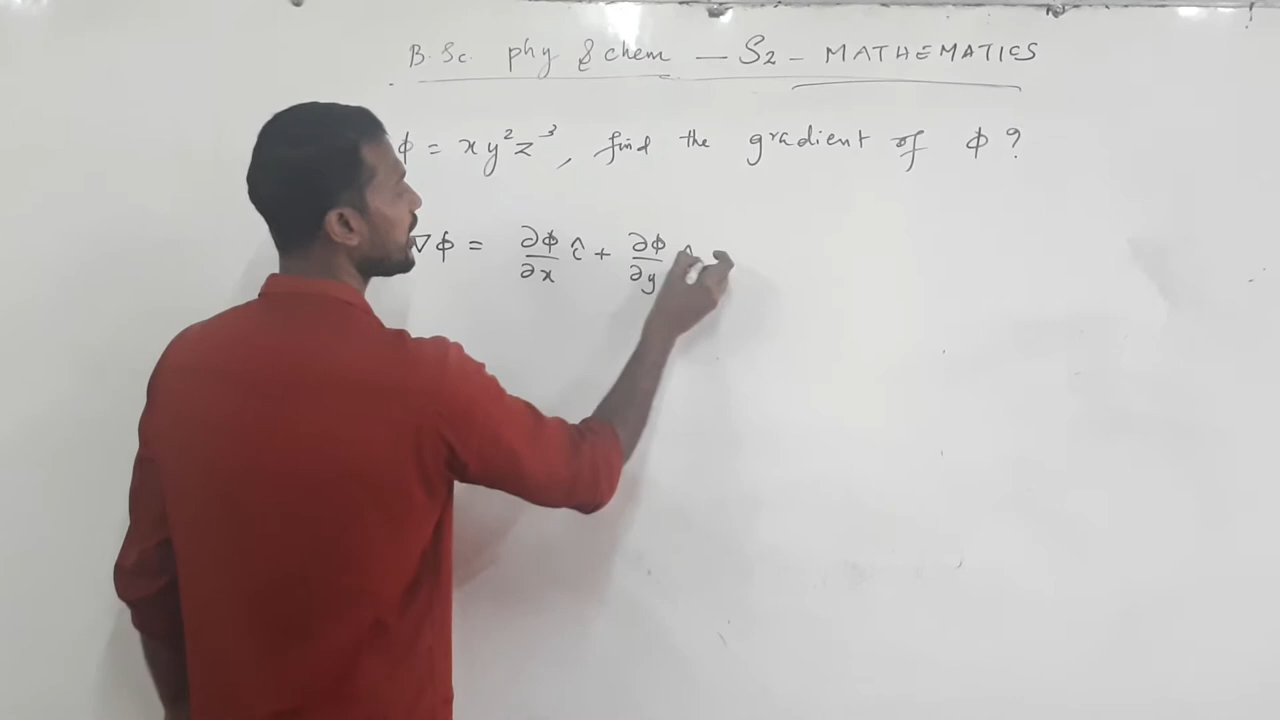 B.Sc. phy & chem — S2 - MATHEMATICS
ϕ = xy²z³, find the gradient of ϕ ?
∇ϕ = ∂ϕ/∂x î + ∂ϕ/∂y